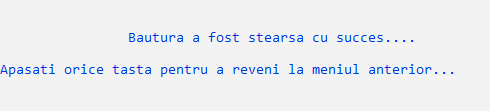 Bautura a fost stearsa cu succes....
Apasati orice tasta pentru a reveni la meniul anterior...